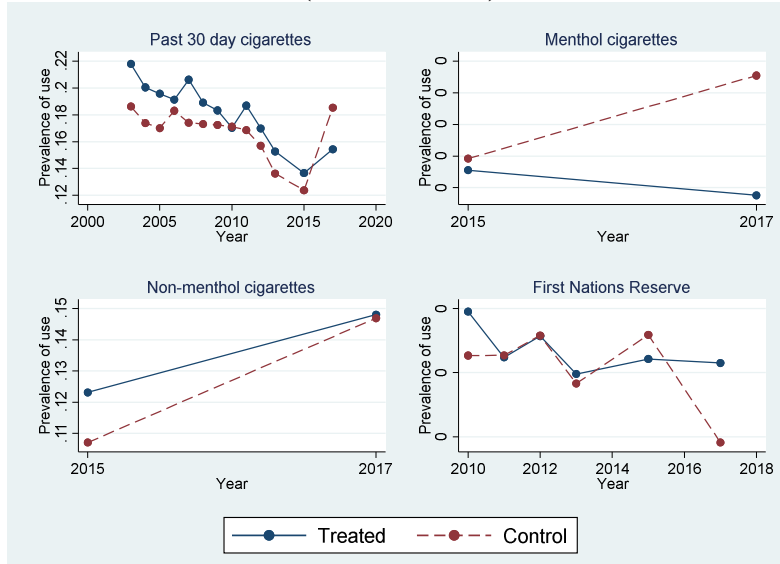 Past 30 day cigarettes
Prevalence of use
.12 .14 .16 .18 .2 .22
2000 2005 2010 2015 2020
Year
Menthol cigarettes
Prevalence of use
0 0 0 0 0
2015 2017
Year
Non-menthol cigarettes
Prevalence of use
.11 .12 .13 .14 .15
2015 2017
Year
First Nations Reserve
Prevalence of use
0 0 0
2010 2012 2014 2016 2018
Year
Treated Control